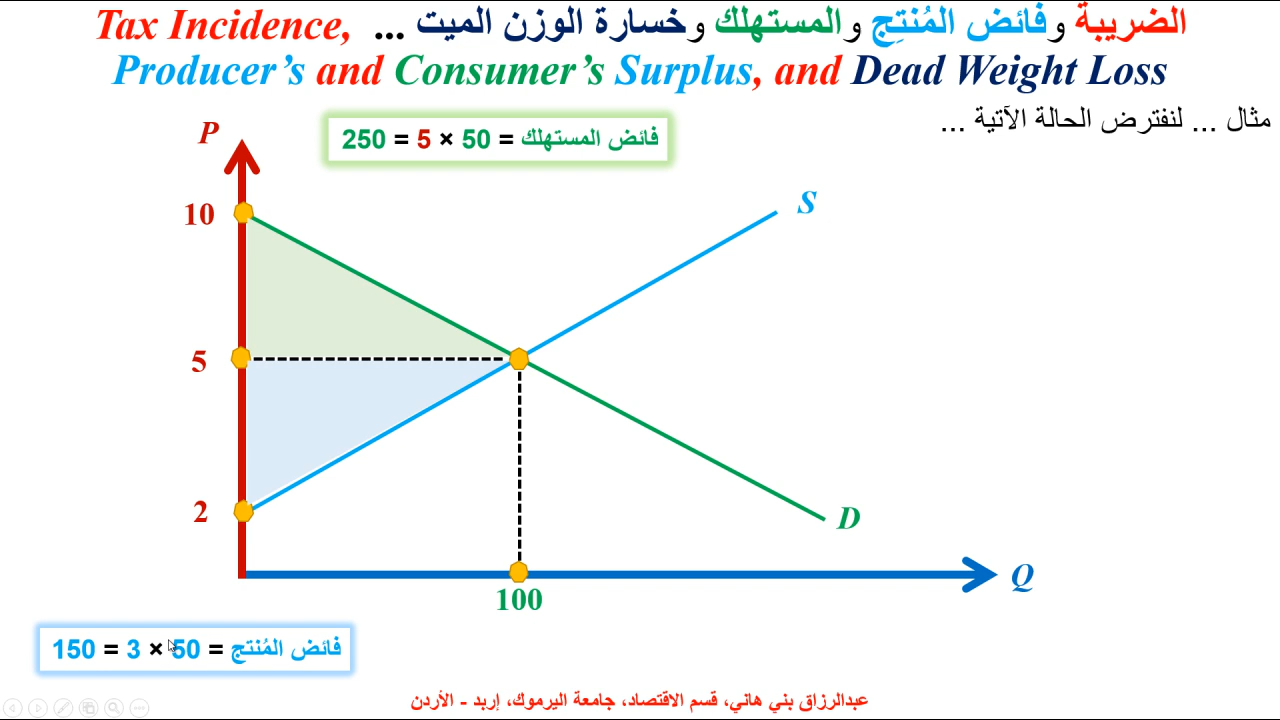 الضريبة وفائض المُنتِج والمستهلك وخسارة الوزن الميت ... Tax Incidence,
Producer's and Consumer's Surplus, and Dead Weight Loss
مثال ... لنفترض الحالة الآتية ...
فائض المستهلك = 50 × 5 = 250
P
10
S
5
2
D
Q
100
فائض المُنتج = 50 × 3 = 150
عبدالرزاق بني هاني، قسم الاقتصاد، جامعة اليرموك، إربد - الأردن